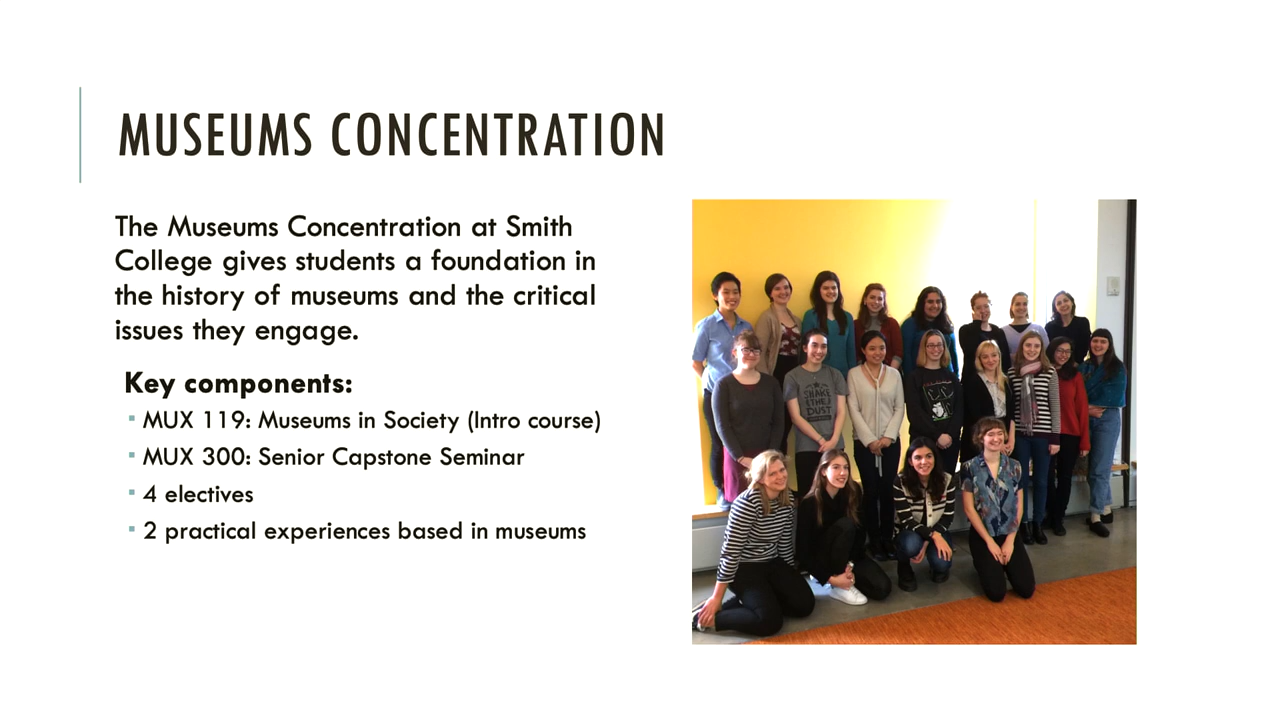 MUSEUMS CONCENTRATION
The Museums Concentration at Smith
College gives students a foundation in
the history of museums and the critical
issues they engage.
Key components:
▪ MUX 119: Museums in Society (Intro course)
▪ MUX 300: Senior Capstone Seminar
▪ 4 electives
▪ 2 practical experiences based in museums
SHAKE
THE
DUST